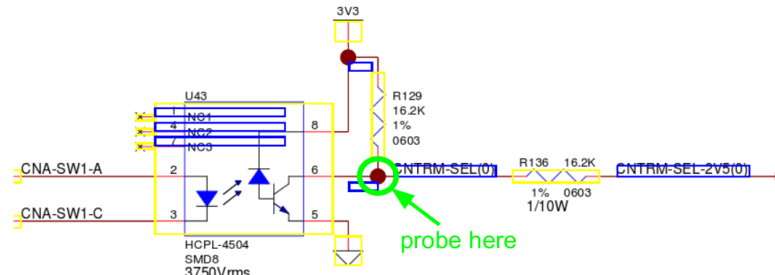 3V3
U43
R129
16.2K
1%
0603
1
NC1
4
NC2
7
NC3
8
CNA-SW1-A
2
6
CNTRM-SEL(0)
R136 16.2K
CNTRM-SEL-2V5(0)
1% 0603
1/10W
CNA-SW1-C
3
5
probe here
HCPL-4504
SMD8
3750Vrms